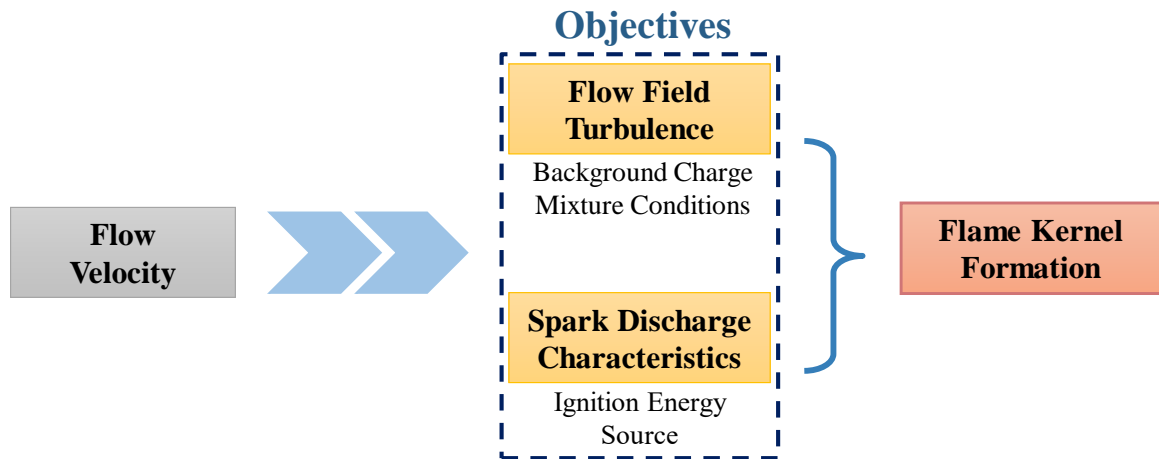 Objectives
Flow Field
Turbulence
Background Charge
Mixture Conditions
Flow
Velocity
Flame Kernel
Formation
Spark Discharge
Characteristics
Ignition Energy
Source